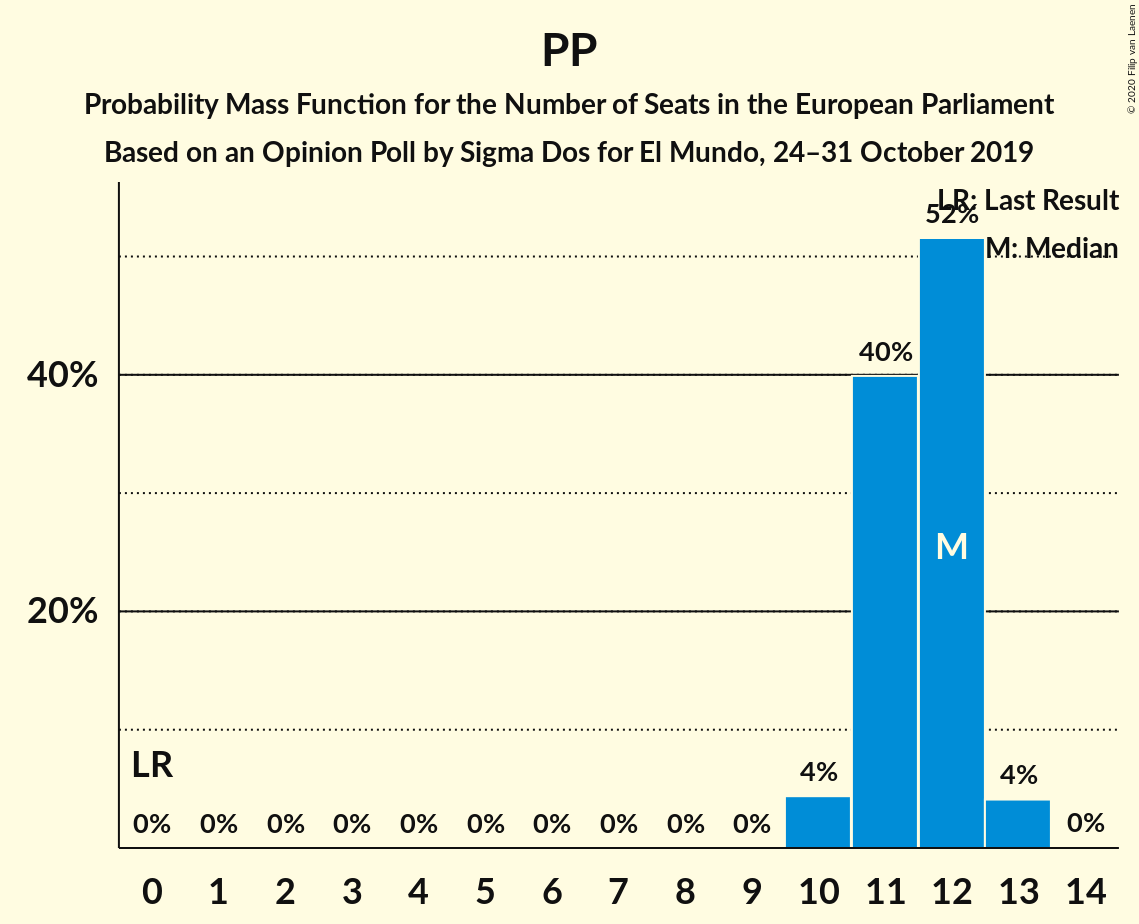 PP
Probability Mass Function for the Number of Seats in the European Parliament
Based on an Opinion Poll by Sigma Dos for El Mundo, 24–31 October 2019
© 2020 Filip van Laenen
LR: Last Result
M: Median
52%
40%
40%
M
20%
LR
0% 0% 0% 0% 0% 0% 0% 0% 0% 0% 4% 4% 0%
0 1 2 3 4 5 6 7 8 9 10 11 12 13 14